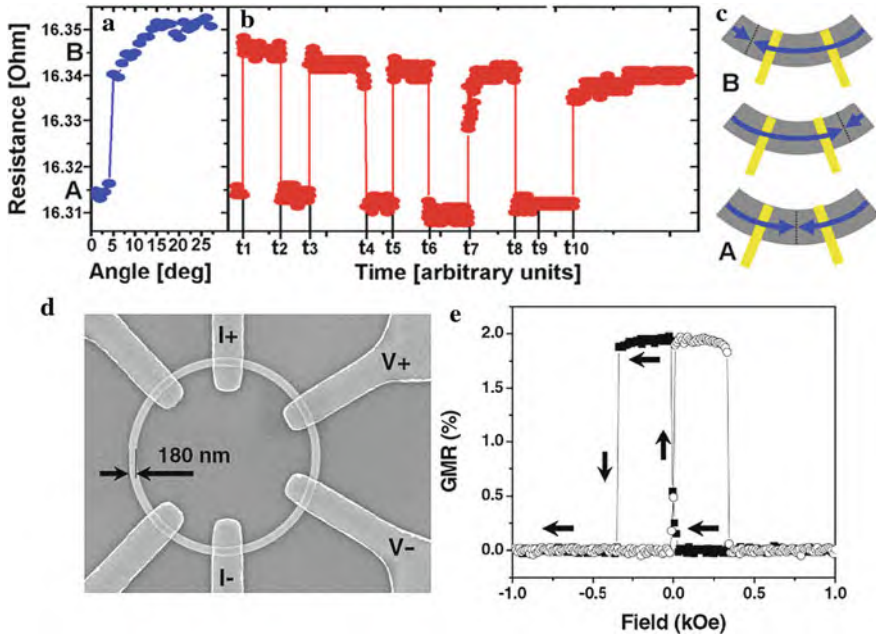 a
Resistance [Ohm]
B
A
16.35
16.34
16.33
16.32
16.31
0 5 10 15 20 25
Angle [deg]
b
t1 t2 t3 t4 t5 t6 t7 t8 t9 t10
Time [arbitrary units]
c
B
A
d
I+
V+
180 nm
I-
V-
e
GMR (%)
2.0
1.5
1.0
0.5
0.0
-1.0 -0.5 0.0 0.5 1.0
Field (kOe)